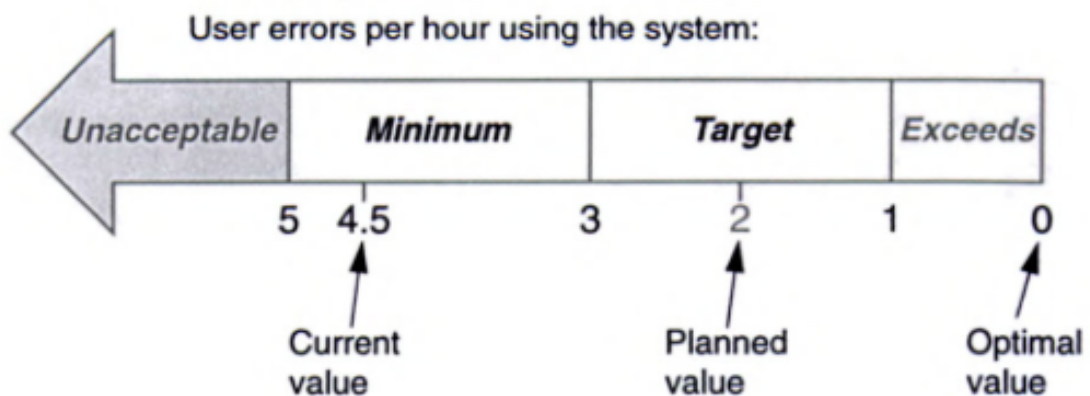 User errors per hour using the system:
Unacceptable Minimum Target Exceeds
5 4.5 3 2 1 0
Current value
Planned value
Optimal value